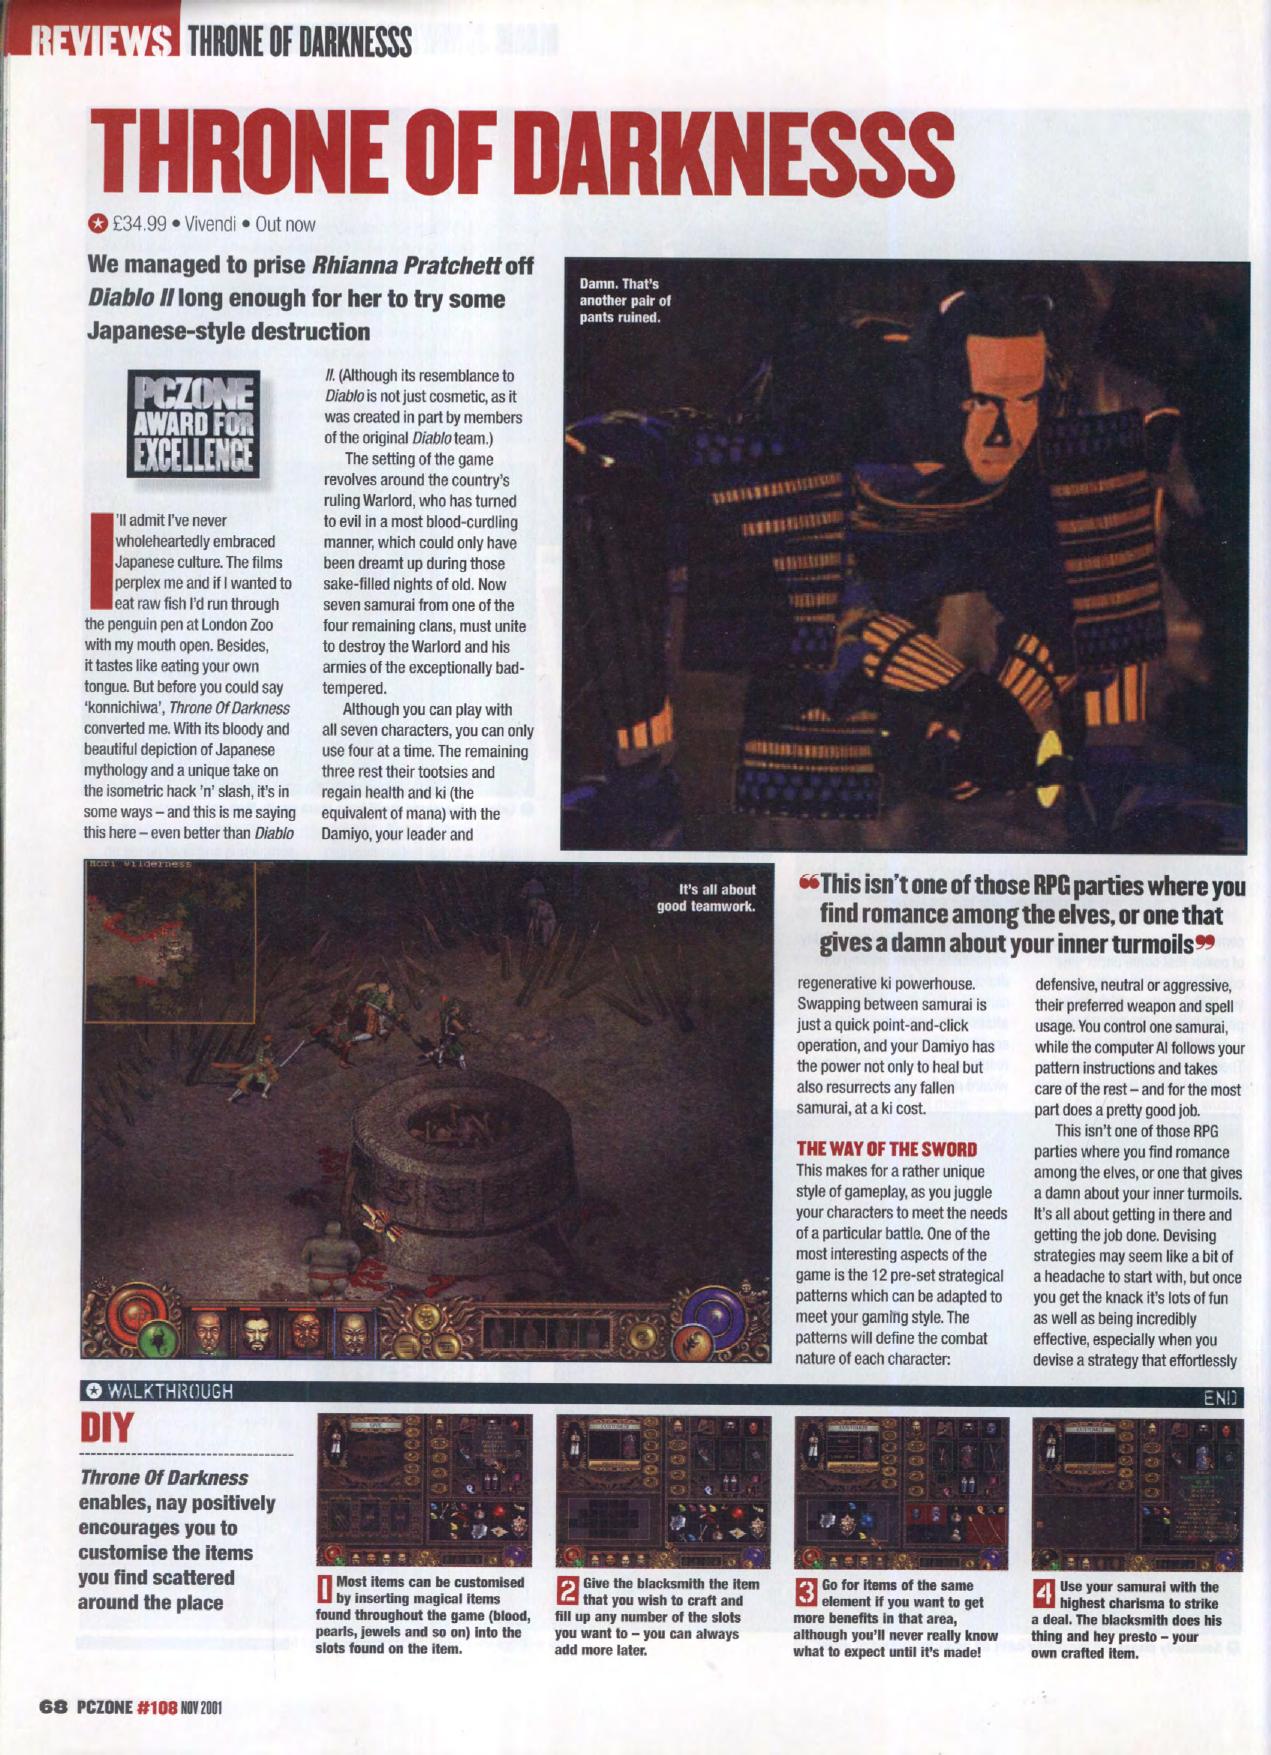 REVIEWS THRONE OF DARKNESSS
THRONE OF DARKNESSS
£34.99 • Vivendi • Out now
We managed to prise Rhianna Pratchett off
Diablo II long enough for her to try some
Japanese-style destruction
PCZONE
AWARD FOR
EXCELLENCE
I'll admit I've never
wholeheartedly embraced
Japanese culture. The films
perplex me and if I wanted to
eat raw fish I'd run through
the penguin pen at London Zoo
with my mouth open. Besides,
it tastes like eating your own
tongue. But before you could say
'konnichiwa', Throne Of Darkness
converted me. With its bloody and
beautiful depiction of Japanese
mythology and a unique take on
the isometric hack 'n' slash, it's in
some ways – and this is me saying
this here – even better than Diablo
II. (Although its resemblance to
Diablo is not just cosmetic, as it
was created in part by members
of the original Diablo team.)
The setting of the game
revolves around the country's
ruling Warlord, who has turned
to evil in a most blood-curdling
manner, which could only have
been dreamt up during those
sake-filled nights of old. Now
seven samurai from one of the
four remaining clans, must unite
to destroy the Warlord and his
armies of the exceptionally bad-
tempered.
Although you can play with
all seven characters, you can only
use four at a time. The remaining
three rest their tootsies and
regain health and ki (the
equivalent of mana) with the
Damiyo, your leader and
Damn. That's
another pair of
pants ruined.
Mori Wilderness
It's all about
good teamwork.
“This isn't one of those RPG parties where you
find romance among the elves, or one that
gives a damn about your inner turmoils”
regenerative ki powerhouse.
Swapping between samurai is
just a quick point-and-click
operation, and your Damiyo has
the power not only to heal but
also resurrects any fallen
samurai, at a ki cost.
THE WAY OF THE SWORD
This makes for a rather unique
style of gameplay, as you juggle
your characters to meet the needs
of a particular battle. One of the
most interesting aspects of the
game is the 12 pre-set strategical
patterns which can be adapted to
meet your gaming style. The
patterns will define the combat
nature of each character:
defensive, neutral or aggressive,
their preferred weapon and spell
usage. You control one samurai,
while the computer AI follows your
pattern instructions and takes
care of the rest – and for the most
part does a pretty good job.
This isn't one of those RPG
parties where you find romance
among the elves, or one that gives
a damn about your inner turmoils.
It's all about getting in there and
getting the job done. Devising
strategies may seem like a bit of
a headache to start with, but once
you get the knack it's lots of fun
as well as being incredibly
effective, especially when you
devise a strategy that effortlessly
WALKTHROUGH
END
DIY
Throne Of Darkness
enables, nay positively
encourages you to
customise the items
you find scattered
around the place
1 Most items can be customised
by inserting magical items
found throughout the game (blood,
pearls, jewels and so on) into the
slots found on the item.
CUSTOMIZE
2 Give the blacksmith the item
that you wish to craft and
fill up any number of the slots
you want to – you can always
add more later.
CUSTOMIZE
3 Go for items of the same
element if you want to get
more benefits in that area,
although you'll never really know
what to expect until it's made!
CUSTOMIZE
4 Use your samurai with the
highest charisma to strike
a deal. The blacksmith does his
thing and hey presto – your
own crafted item.
68 PCZONE #108 NOV 2001